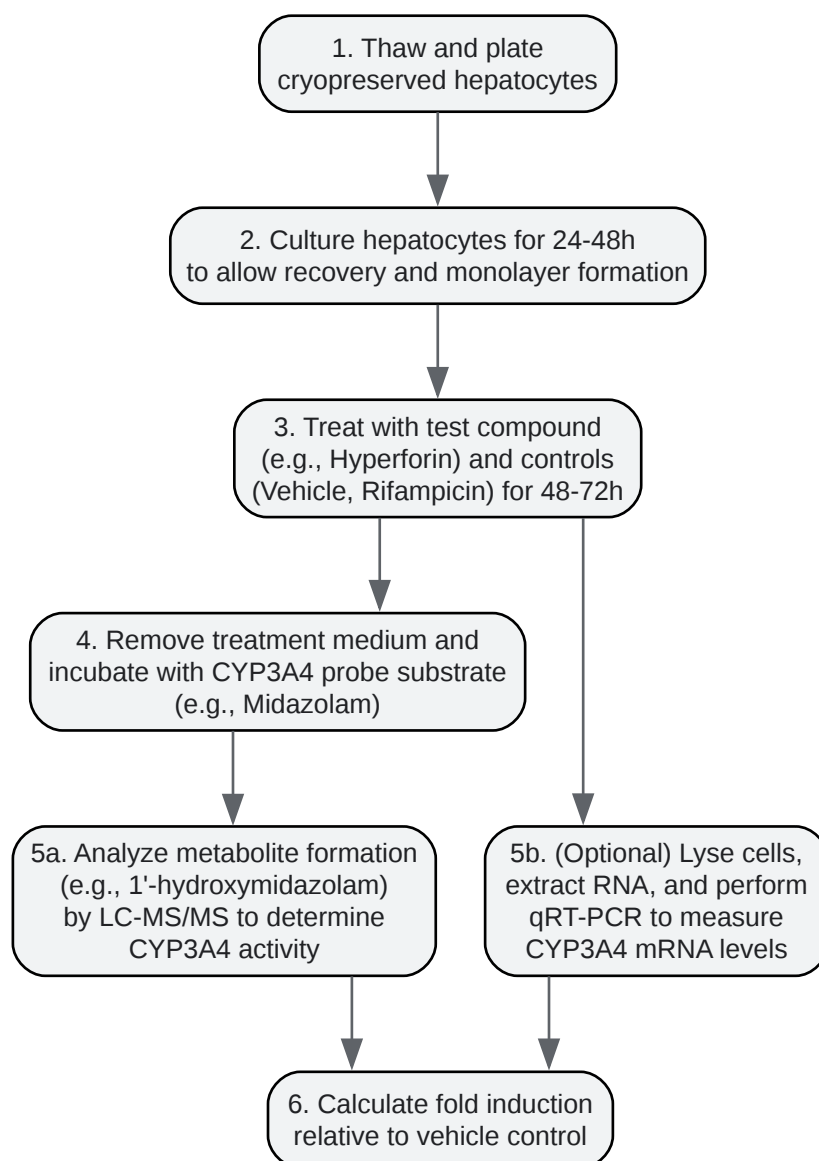 1. Thaw and plate
cryopreserved hepatocytes
2. Culture hepatocytes for 24-48h
to allow recovery and monolayer formation
3. Treat with test compound
(e.g., Hyperforin) and controls
(Vehicle, Rifampicin) for 48-72h
4. Remove treatment medium and
incubate with CYP3A4 probe substrate
(e.g., Midazolam)
5a. Analyze metabolite formation
(e.g., 1'-hydroxymidazolam)
by LC-MS/MS to determine
CYP3A4 activity
5b. (Optional) Lyse cells,
extract RNA, and perform
qRT-PCR to measure
CYP3A4 mRNA levels
6. Calculate fold induction
relative to vehicle control